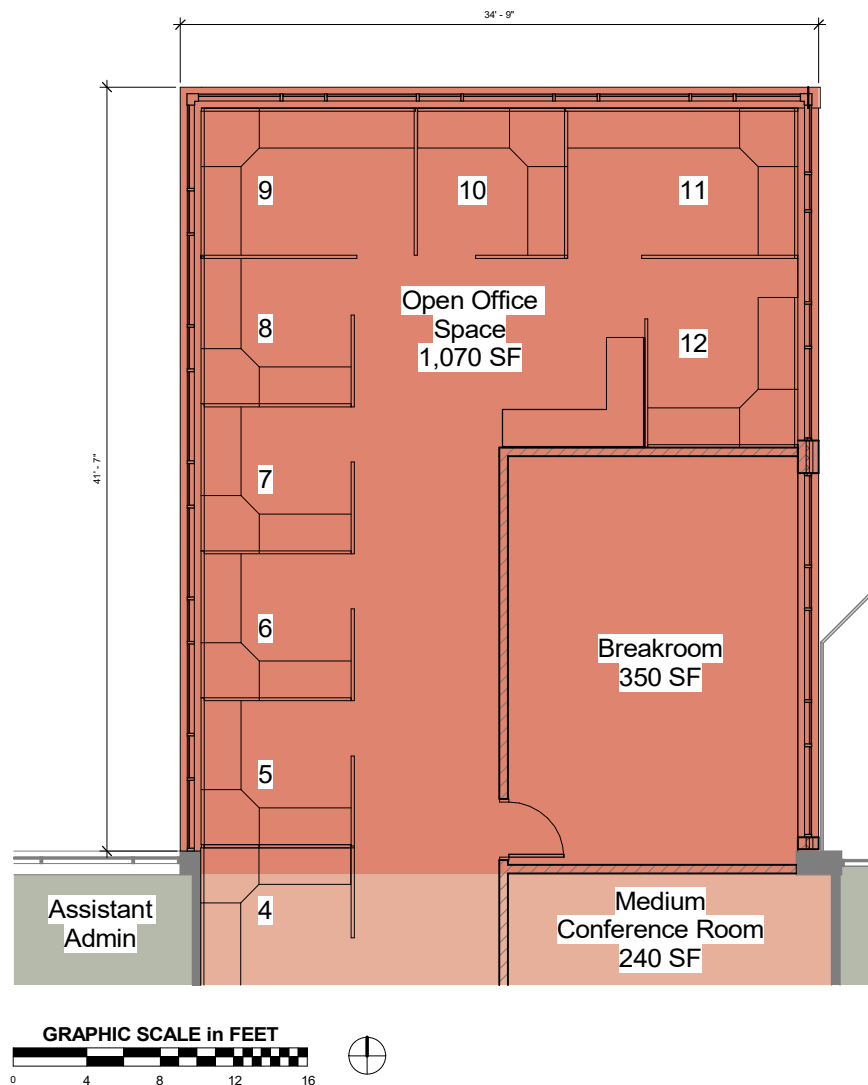 34' - 9"
9
10
11
Open Office
Space
1,070 SF
8
12
41' - 7"
7
6
Breakroom
350 SF
5
4
Assistant
Admin
Medium
Conference Room
240 SF
GRAPHIC SCALE in FEET
0 4 8 12 16